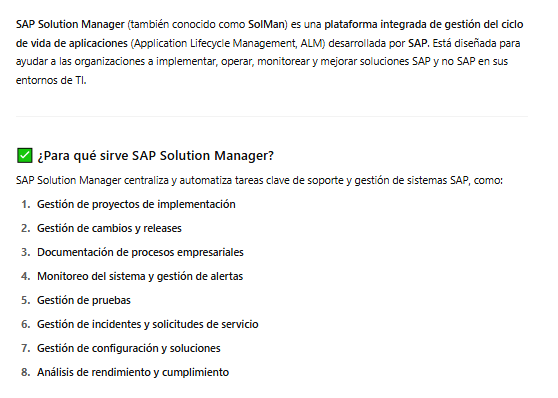 SAP Solution Manager (también conocido como SolMan) es una plataforma integrada de gestión del ciclo
de vida de aplicaciones (Application Lifecycle Management, ALM) desarrollada por SAP. Está diseñada para
ayudar a las organizaciones a implementar, operar, monitorear y mejorar soluciones SAP y no SAP en sus
entornos de TI.
✅ ¿Para qué sirve SAP Solution Manager?
SAP Solution Manager centraliza y automatiza tareas clave de soporte y gestión de sistemas SAP, como:
1. Gestión de proyectos de implementación
2. Gestión de cambios y releases
3. Documentación de procesos empresariales
4. Monitoreo del sistema y gestión de alertas
5. Gestión de pruebas
6. Gestión de incidentes y solicitudes de servicio
7. Gestión de configuración y soluciones
8. Análisis de rendimiento y cumplimiento